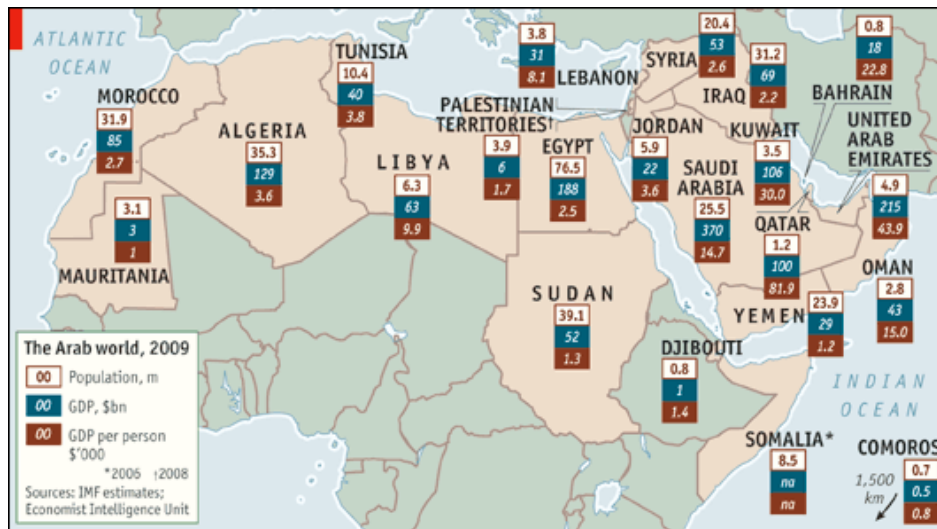 ATLANTIC
OCEAN
MOROCCO
31.9
85
2.7
ALGERIA
35.3
129
3.6
TUNISIA
10.4
40
3.8
LIBYA
6.3
63
9.9
3.8
31
8.1
LEBANON
PALESTINIAN
TERRITORIES†
3.9
6
1.7
EGYPT
76.5
188
2.5
SYRIA
20.4
53
2.6
IRAQ
31.2
69
2.2
JORDAN
5.9
22
3.6
SAUDI
ARABIA
25.5
370
14.7
KUWAIT
3.5
106
30.0
0.8
18
22.8
BAHRAIN
UNITED
ARAB
EMIRATES
4.9
215
43.9
QATAR
1.2
100
81.9
OMAN
2.8
43
15.0
YEMEN
23.9
29
1.2
MAURITANIA
3.1
3
1
SUDAN
39.1
52
1.3
DJIBOUTI
0.8
1
1.4
SOMALIA*
8.5
na
na
INDIAN
OCEAN
COMOROS
0.7
0.5
0.8
1,500
km
The Arab world, 2009
00 Population, m
00 GDP, $bn
00 GDP per person
$'000
*2006 †2008
Sources: IMF estimates;
Economist Intelligence Unit